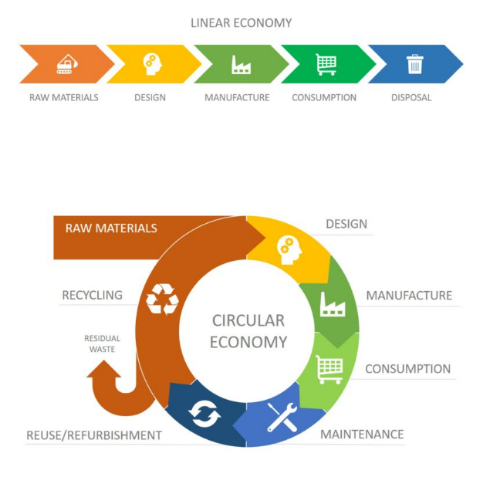 LINEAR ECONOMY
RAW MATERIALS
DESIGN
MANUFACTURE
CONSUMPTION
DISPOSAL
RAW MATERIALS
DESIGN
RECYCLING
MANUFACTURE
CIRCULAR
ECONOMY
RESIDUAL
WASTE
CONSUMPTION
REUSE/REFURBISHMENT
MAINTENANCE